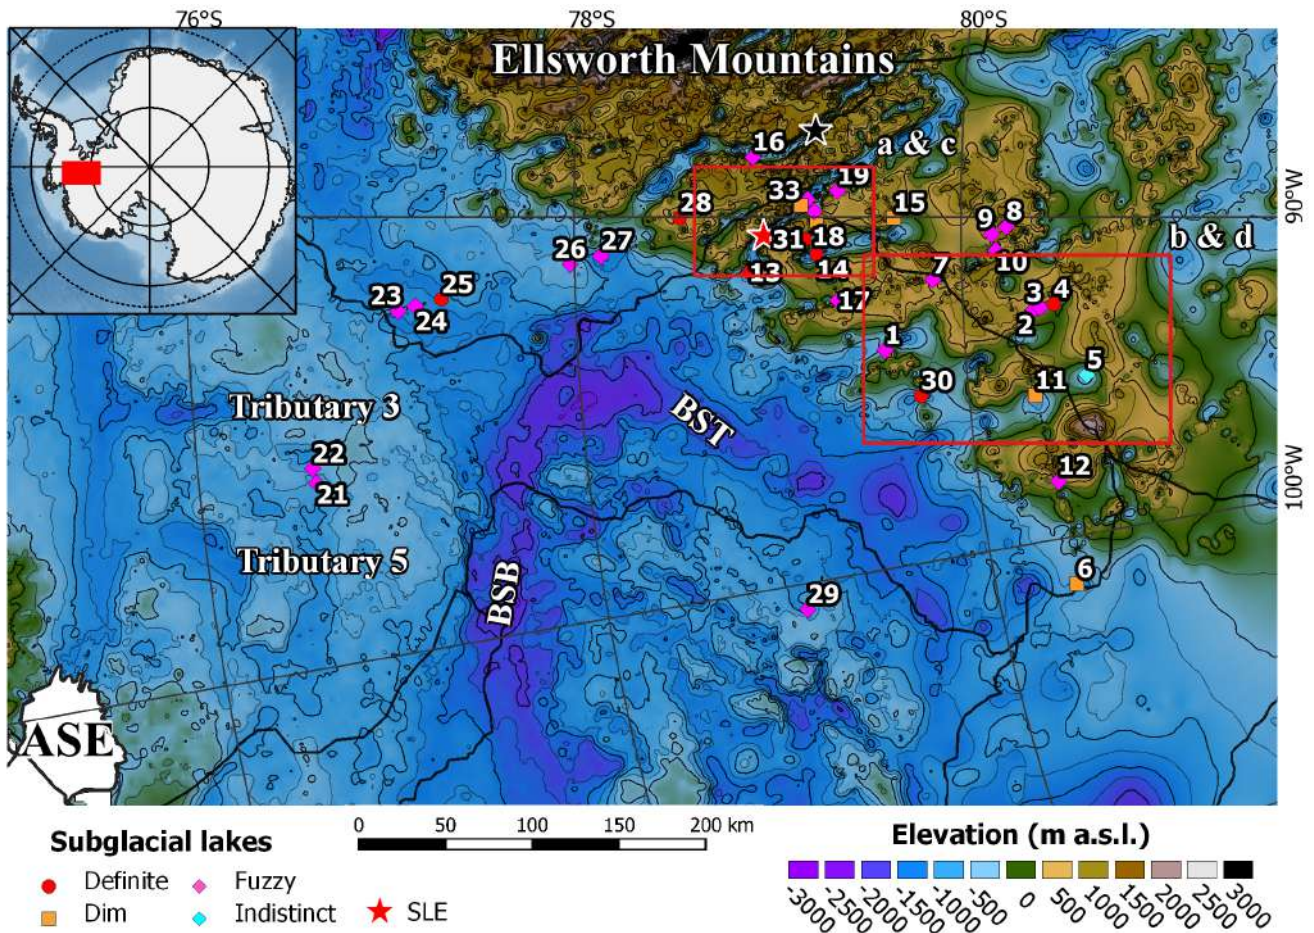 76°S 78°S 80°S
Ellsworth Mountains
16
a & c
19
33
28
15
90°W
9 8
b & d
31 18
26 27
10
13 14
7
25
23
24
17
3 4
2
1
5
30
11
Tributary 3
BST
22
21
12
100°W
Tributary 5
BSB
6
29
ASE
Subglacial lakes
Definite
Fuzzy
Dim
Indistinct
SLE
0 50 100 150 200 km
Elevation (m a.s.l.)
-3000 -2500 -2000 -1500 -1000 -500 0 500 1000 1500 2000 2500 3000